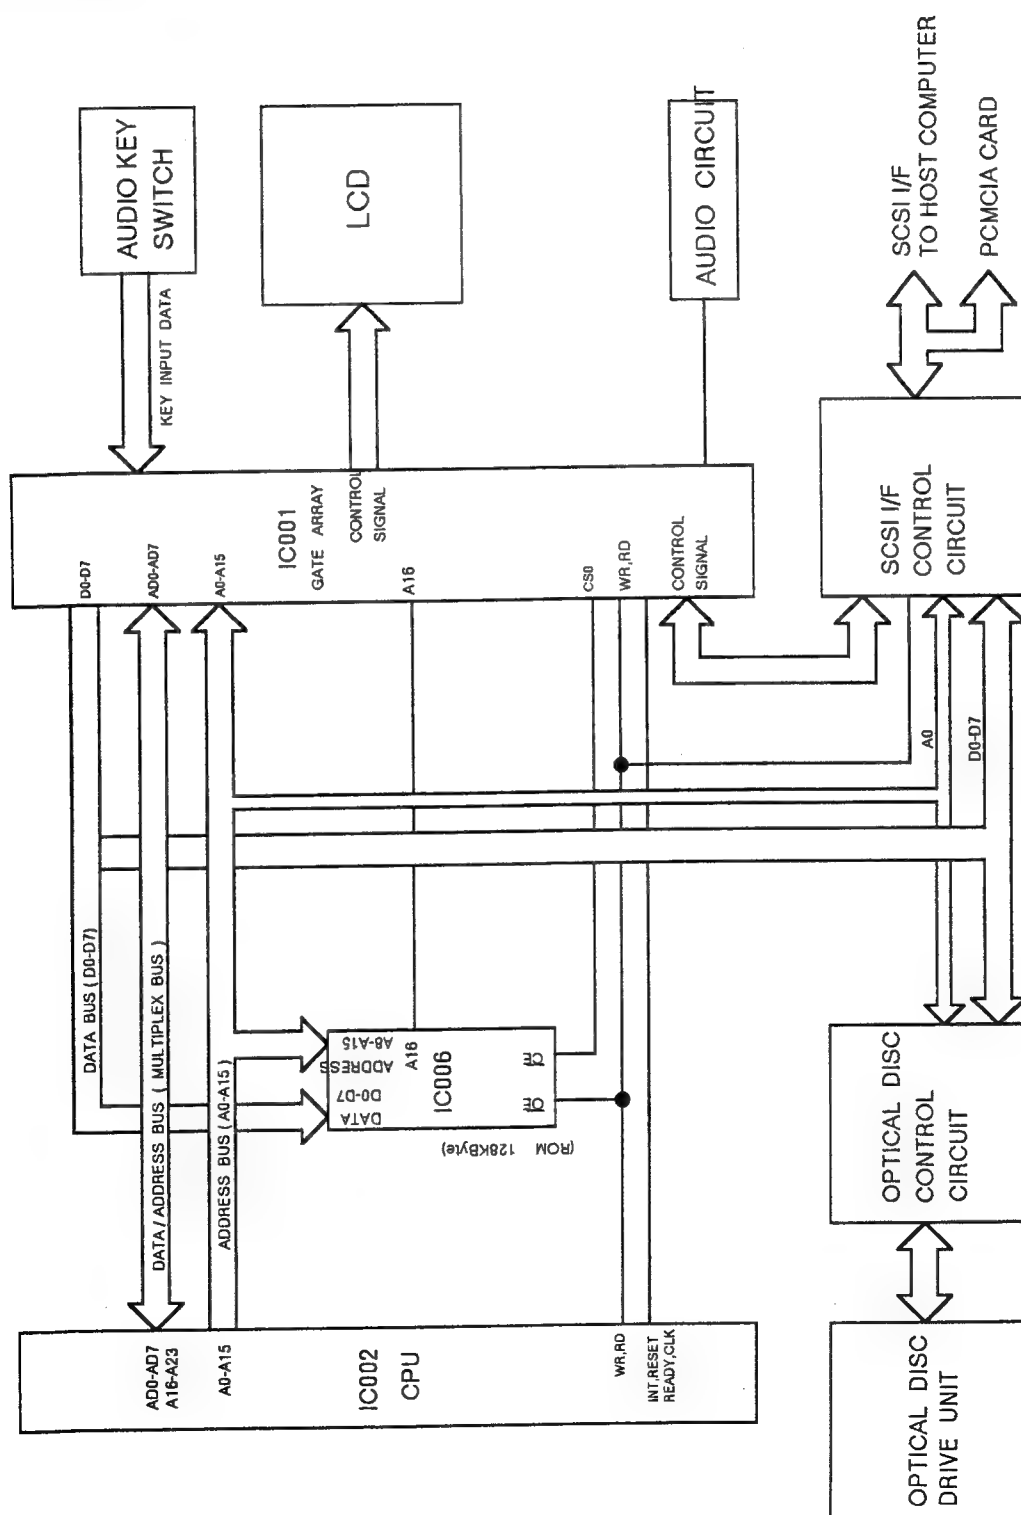 AUDIO KEY
SWITCH
KEY INPUT DATA
LCD
AUDIO CIRCUIT
SCSI I/F
TO HOST COMPUTER
PCMCIA CARD
D0-D7
AD0-AD7
A0-A15
IC001
GATE ARRAY
CONTROL
SIGNAL
A16
CS0
WR,RD
CONTROL
SIGNAL
SCSI I/F
CONTROL
CIRCUIT
A0
D0-D7
DATA BUS ( D0-D7)
DATA / ADDRESS BUS ( MULTIPLEX BUS )
ADDRESS BUS ( A0-A15 )
A8-A15
ADDRESS
D0-D7
DATA
A16
IC006
CE
OE
(ROM 128KByte)
AD0-AD7
A16-A23
A0-A15
IC002
CPU
WR,RD
INT,RESET
READY,CLK
OPTICAL DISC
CONTROL
CIRCUIT
OPTICAL DISC
DRIVE UNIT